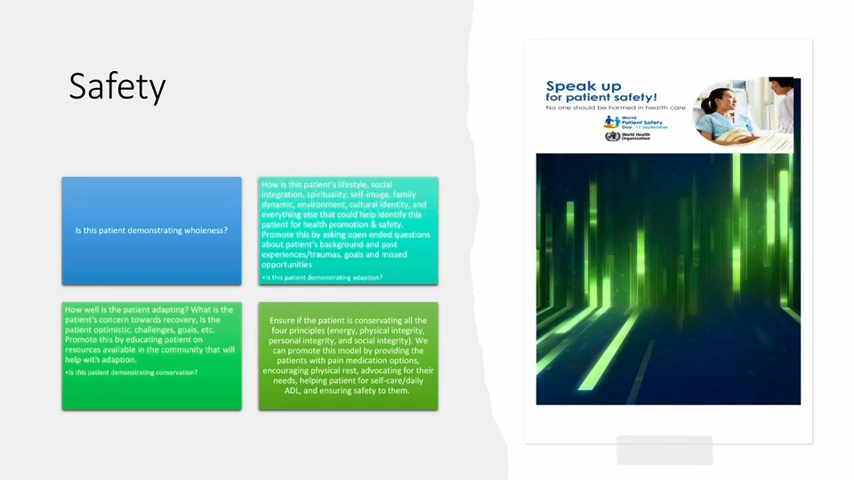 Safety
Is this patient demonstrating wholeness?
How is this patient's lifestyle, social
integration, spirituality, self-image, family
dynamic, environment, cultural identity, and
everything else that could help identify this
patient for health promotion & safety.
Promote this by asking open ended questions
about patient's background and past
experiences/traumas, goals and missed
opportunities
•Is this patient demonstrating adaption?
How well is the patient adapting? What is the
patient's concern towards recovery, Is the
patient optimistic, challenges, goals, etc.
Promote this by educating patient on
resources available in the community that will
help with adaption.
•Is this patient demonstrating conservation?
Ensure if the patient is conservating all the
four principles (energy, physical integrity,
personal integrity, and social integrity). We
can promote this model by providing the
patients with pain medication options,
encouraging physical rest, advocating for their
needs, helping patient for self-care/daily
ADL, and ensuring safety to them.
Speak up
for patient safety!
No one should be harmed in health care
World
Patient Safety
Day 17 September
World Health
Organization